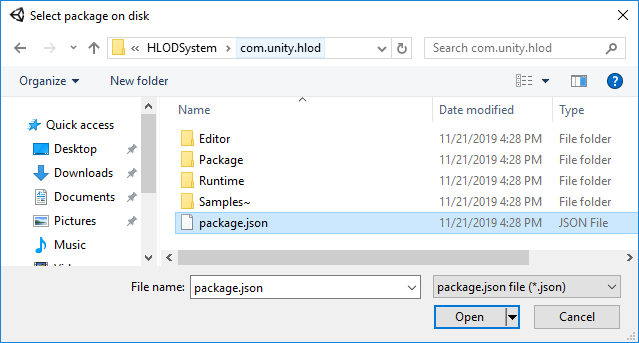 Select package on disk
« HLODSystem > com.unity.hlod
Search com.unity.hlod
Organize
New folder
Name Date modified Type
Quick access
Desktop
Downloads
Documents
Pictures
Music
Editor 11/21/2019 4:28 PM File folder
Package 11/21/2019 4:28 PM File folder
Runtime 11/21/2019 4:28 PM File folder
Samples~ 11/21/2019 4:28 PM File folder
package.json 11/21/2019 4:28 PM JSON File
File name: package.json package.json file (*.json)
Open Cancel